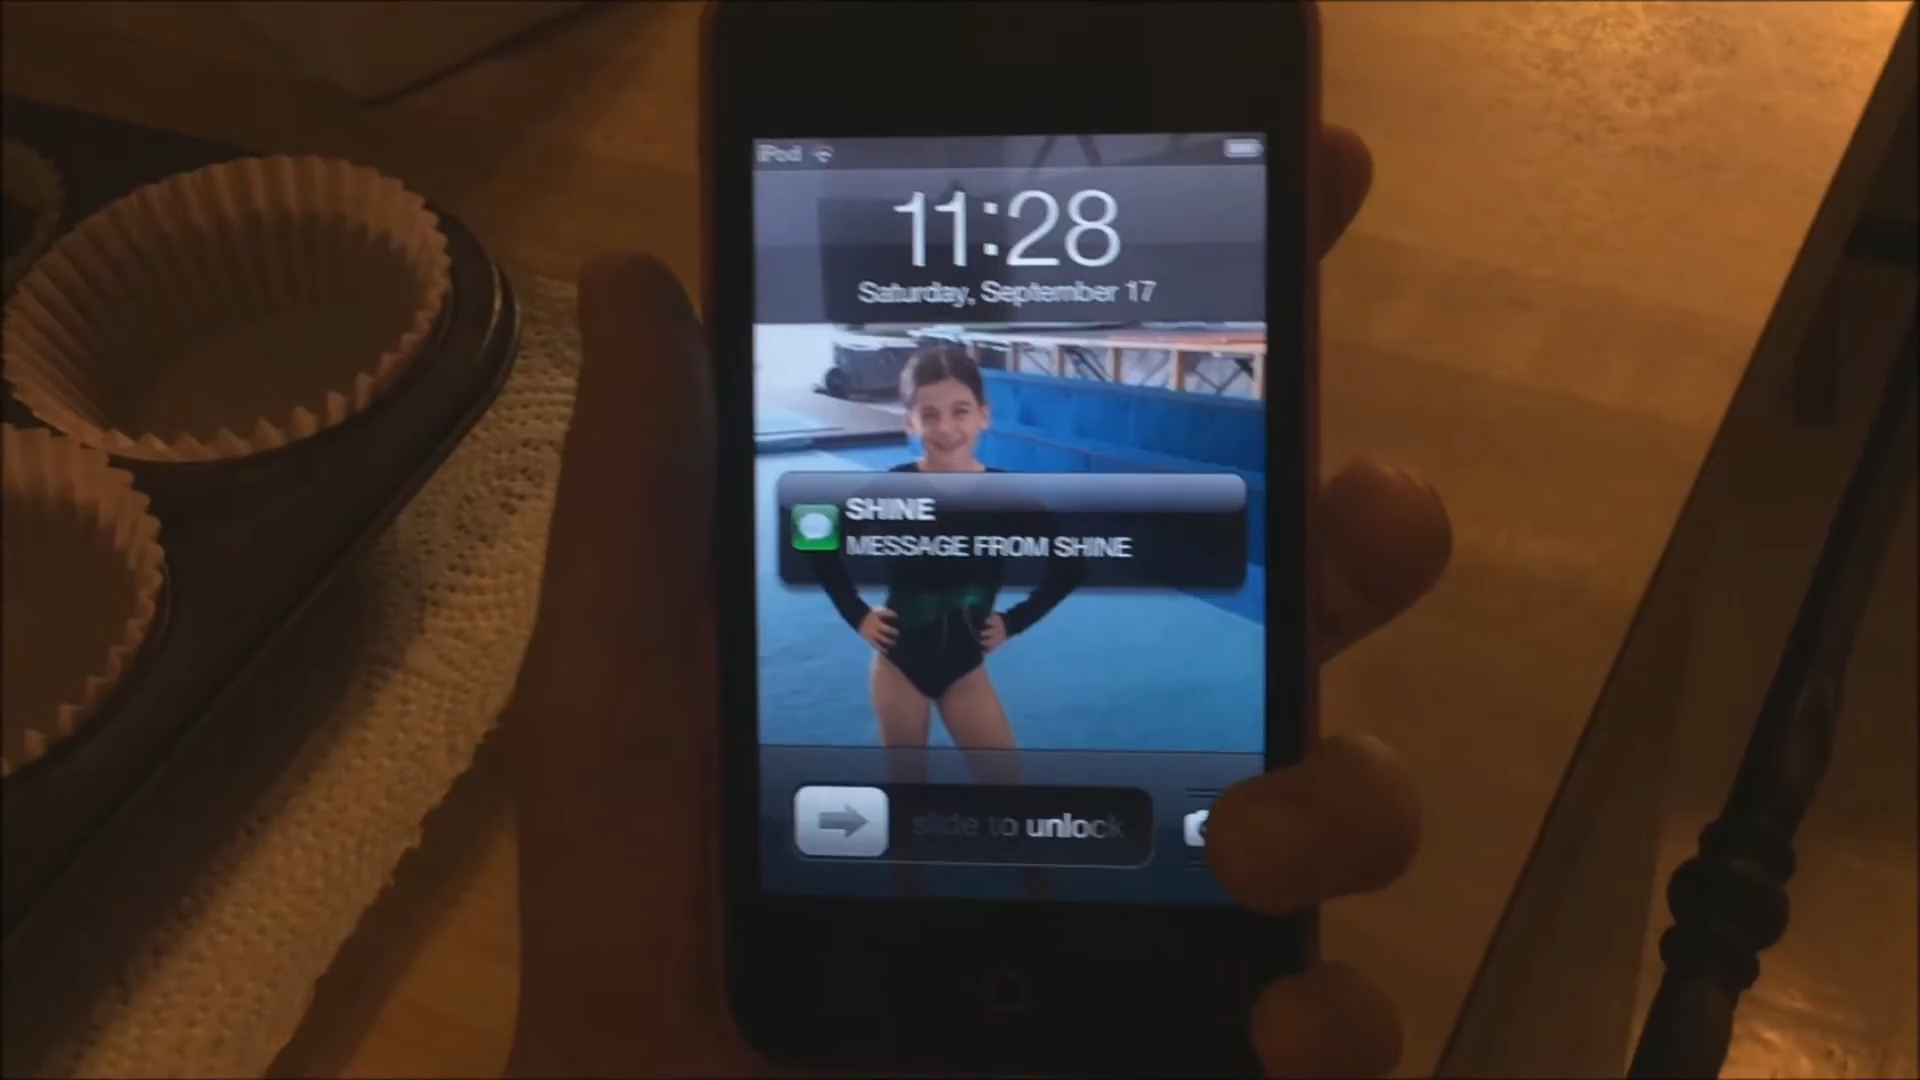 iPod
11:28
Saturday, September 17
SHINE
MESSAGE FROM SHINE
slide to unlock